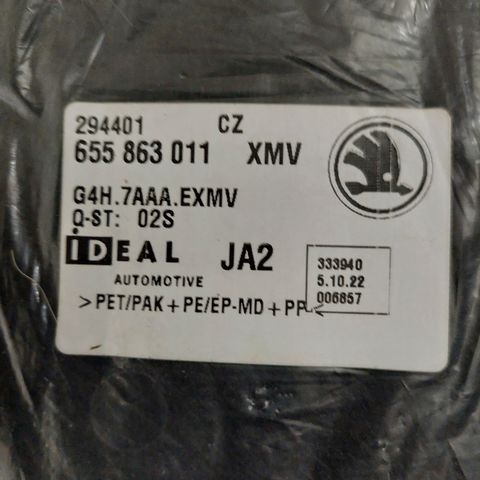 294401 CZ
655 863 011 XMV
G4H.7AAA.EXMV
Q-ST: 02S
IDEAL JA2
AUTOMOTIVE
333940
5.10.22
006857
>PET/PAK+PE/EP-MD+PP<